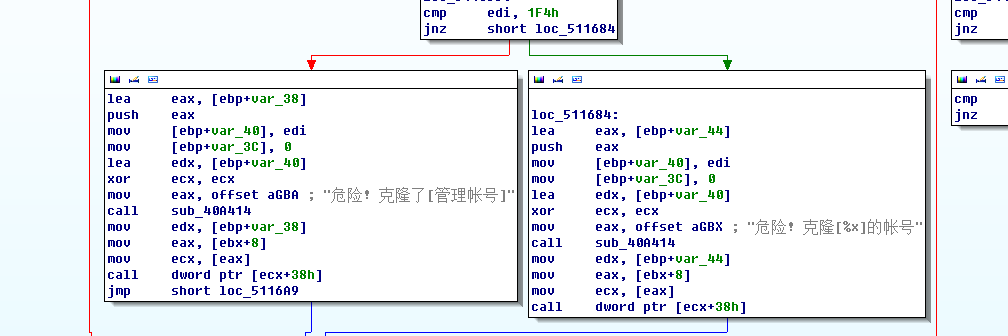 cmp edi, 1F4h
jnz short loc_511684
cmp
jnz
lea eax, [ebp+var_38]
push eax
mov [ebp+var_40], edi
mov [ebp+var_3C], 0
lea edx, [ebp+var_40]
xor ecx, ecx
mov eax, offset aGBA ; "危险! 克隆了[管理帐号]"
call sub_40A414
mov edx, [ebp+var_38]
mov eax, [ebx+8]
mov ecx, [eax]
call dword ptr [ecx+38h]
jmp short loc_5116A9
loc_511684:
lea eax, [ebp+var_44]
push eax
mov [ebp+var_40], edi
mov [ebp+var_3C], 0
lea edx, [ebp+var_40]
xor ecx, ecx
mov eax, offset aGBX ; "危险! 克隆[%x]的帐号"
call sub_40A414
mov edx, [ebp+var_44]
mov eax, [ebx+8]
mov ecx, [eax]
call dword ptr [ecx+38h]
cmp
jnz